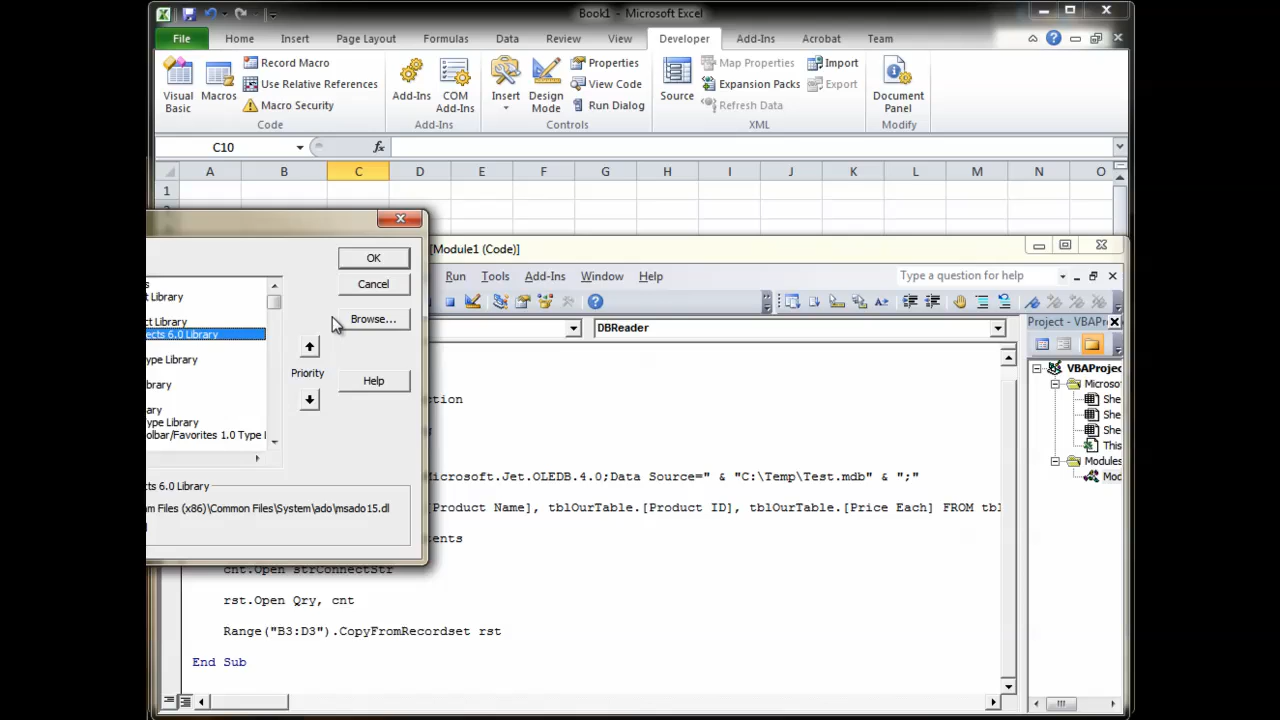 Book1 - Microsoft Excel
File Home Insert Page Layout Formulas Data Review View Developer Add-Ins Acrobat Team
Visual Basic
Macros
Record Macro
Use Relative References
Macro Security
Code
Add-Ins
COM Add-Ins
Add-Ins
Insert
Design Mode
Properties
View Code
Run Dialog
Controls
Source
Map Properties
Expansion Packs
Refresh Data
Import
Export
XML
Document Panel
Modify
C10 fx
A B C D E F G H I J K L M N O
1
[Module1 (Code)]
Run Tools Add-Ins Window Help
Type a question for help
DBReader
Project - VBAPr
VBAProject
Microso
She
She
She
This
Modules
Mod
OK
Cancel
Browse...
Priority
Help
s
t Library
ct Library
ects 6.0 Library
ype Library
brary
ary
Type Library
olbar/Favorites 1.0 Type l
cts 6.0 Library
am Files (x86)\Common Files\System\ado\msado15.dl
ction
icrosoft.Jet.OLEDB.4.0;Data Source=" & "C:\Temp\Test.mdb" & ";"
[Product Name], tblOurTable.[Product ID], tblOurTable.[Price Each] FROM tbl
ents
cnt.Open strConnectStr
rst.Open Qry, cnt
Range("B3:D3").CopyFromRecordset rst
End Sub